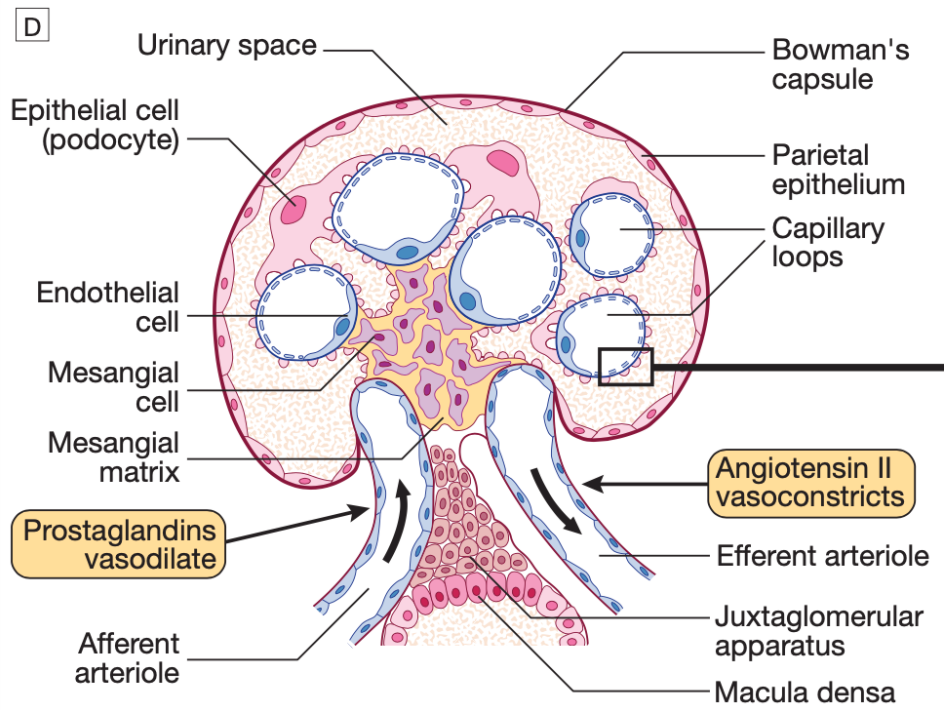 D
Urinary space
Bowman's
capsule
Epithelial cell
(podocyte)
Parietal
epithelium
Capillary
loops
Endothelial
cell
Mesangial
cell
Mesangial
matrix
Angiotensin II
vasoconstricts
Prostaglandins
vasodilate
Efferent arteriole
Afferent
arteriole
Juxtaglomerular
apparatus
Macula densa